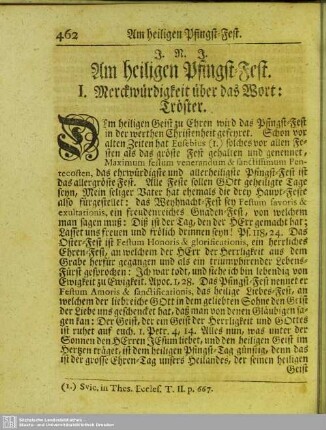 462 Am heiligen Pfingst-Fest.
J. N. J.
Am heiligen Pfingst-Fest.
I. Merckwürdigkeit über das Wort:
Tröster.
Dem heiligen Geist zu Ehren wird das Pfingst-Fest
in der werthen Christenheit gefeyret. Schon vor
alten Zeiten hat Eusebius (1.) solches vor allen Fe-
sten als das gröste Fest gehalten und genennet,
Maximum festum venerandum & sanctissimum Pen-
tecosten, das ehrwürdigste und allerheiligste Pfingst-Fest ist
das allergröste Fest. Alle Feste sollen GOtt geheiligte Tage
seyn, Mein seliger Vater hat ehemals die drey Haupt-Feste
also fürgestellet: das Weyhnacht-Fest sey Festum favoris &
exultationis, ein freudenreiches Gnaden-Fest, von welchem
man sagen muß: Diß ist der Tag, den der HErr gemacht hat;
Lasset uns freuen und frölich drinnen seyn! Ps. 118, 24. Das
Oster-Fest ist Festum Honoris & glorificationis, ein herrliches
Ehren-Fest, an welchem der HErr der Herrligkeit aus dem
Grabe herfür gegangen und als ein triumphirender Lebens-
Fürst gesprochen: Ich war todt, und siehe ich bin lebendig von
Ewigkeit zu Ewigkeit. Apoc. 1, 28. Das Pfingst-Fest nennet er
Festum Amoris & sanctificationis, das heilige Liebes-Fest, an
welchem der liebreiche GOtt in dem geliebten Sohne den Geist
der Liebe uns geschencket hat, daß man von denen Gläubigen sa-
gen kan: Der Geist, der ein Geist der Herrligkeit und GOttes
ist ruhet auf euch. 1. Petr. 4, 14. Alles nun, was unter der
Sonnen den HErren JEsum liebet, und den heiligen Geist im
Hertzen träget, ist dem heiligen Pfingst-Tag günstig, denn das
ist der grosse Ehren-Tag unsers Heilandes, der seinen heiligen
Geist
(1.) Svic. in Thes. Eccles. T. II. p. 667.